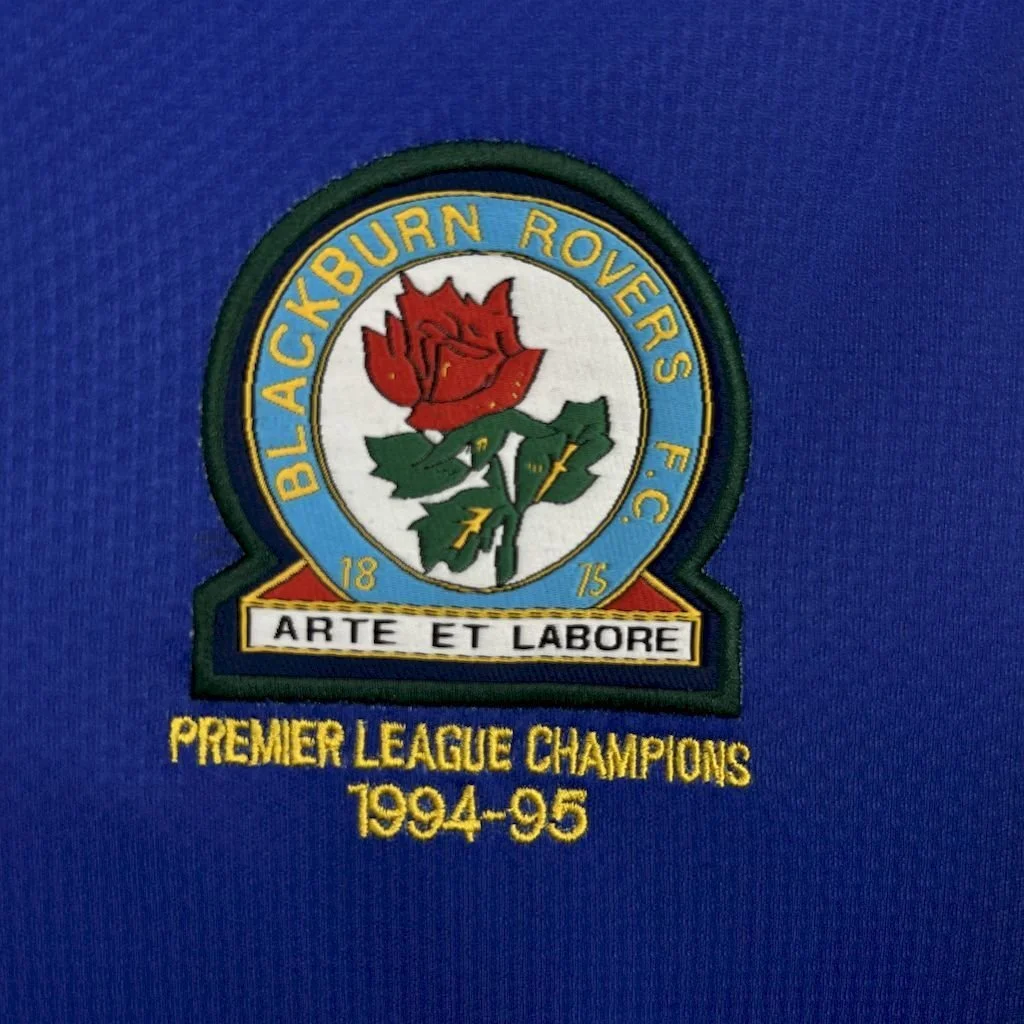 BLACKBURN ROVERS F.C.
18 75
ARTE ET LABORE
PREMIER LEAGUE CHAMPIONS
1994-95